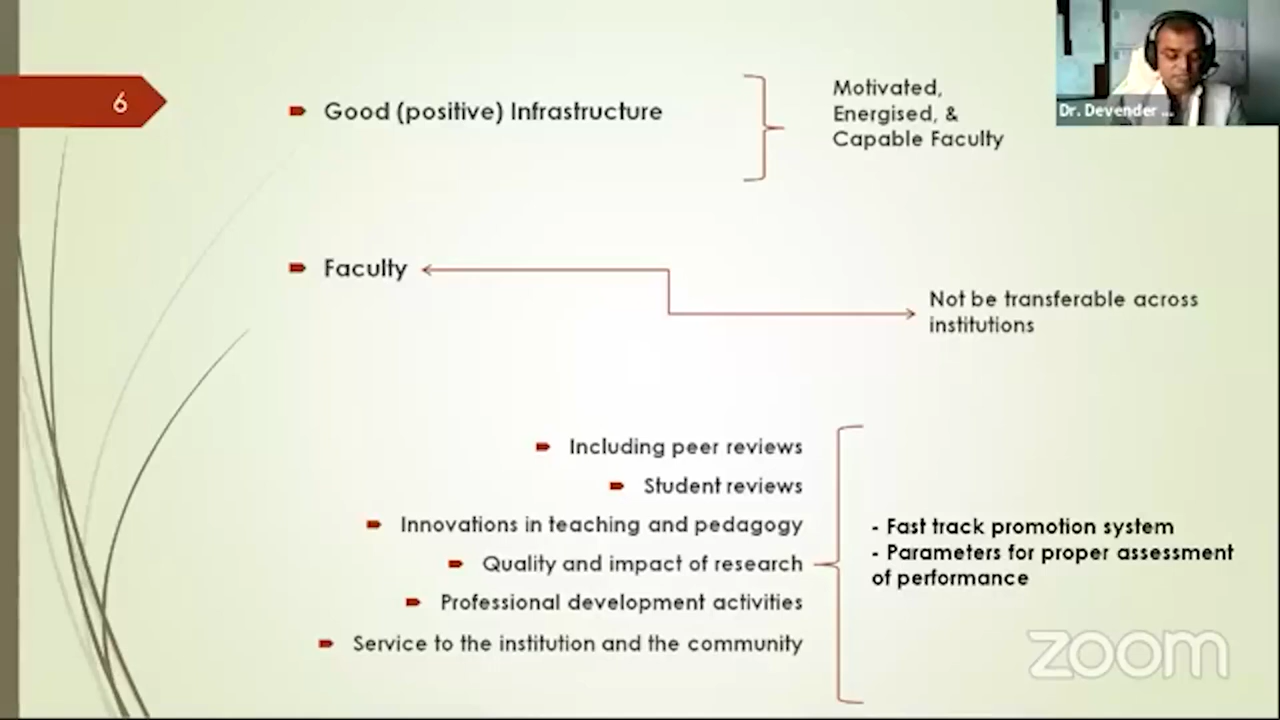 6
Good (positive) Infrastructure
Motivated,
Energised, &
Capable Faculty
Dr. Devender ...
Faculty
Not be transferable across
institutions
Including peer reviews
Student reviews
Innovations in teaching and pedagogy
Quality and impact of research
Professional development activities
Service to the institution and the community
- Fast track promotion system
- Parameters for proper assessment
of performance
zoom